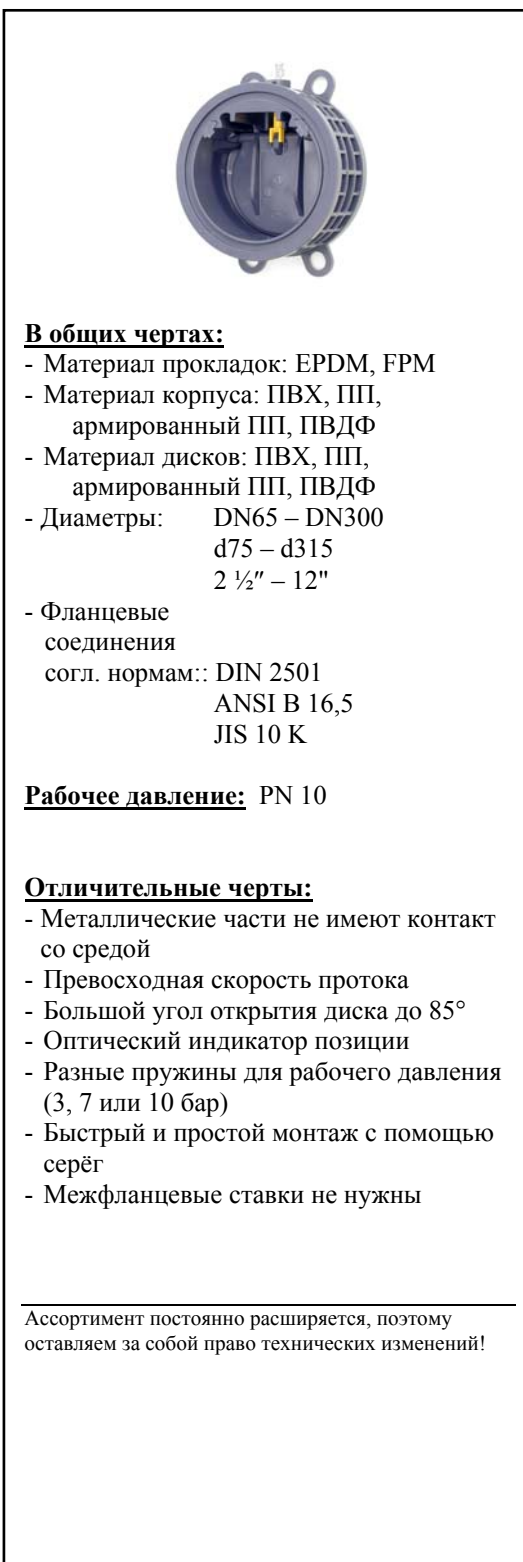 В общих чертах:
- Материал прокладок: EPDM, FPM
- Материал корпуса: ПВХ, ПП,
армированный ПП, ПВДФ
- Материал дисков: ПВХ, ПП,
армированный ПП, ПВДФ
- Диаметры: DN65 – DN300
d75 – d315
2 ½″ – 12"
- Фланцевые
соединения
согл. нормам:: DIN 2501
ANSI B 16,5
JIS 10 K
Рабочее давление: PN 10
Отличительные черты:
- Металлические части не имеют контакт
со средой
- Превосходная скорость протока
- Большой угол открытия диска до 85°
- Оптический индикатор позиции
- Разные пружины для рабочего давления
(3, 7 или 10 бар)
- Быстрый и простой монтаж с помощью
серёг
- Межфланцевые ставки не нужны
Ассортимент постоянно расширяется, поэтому
оставляем за собой право технических изменений!